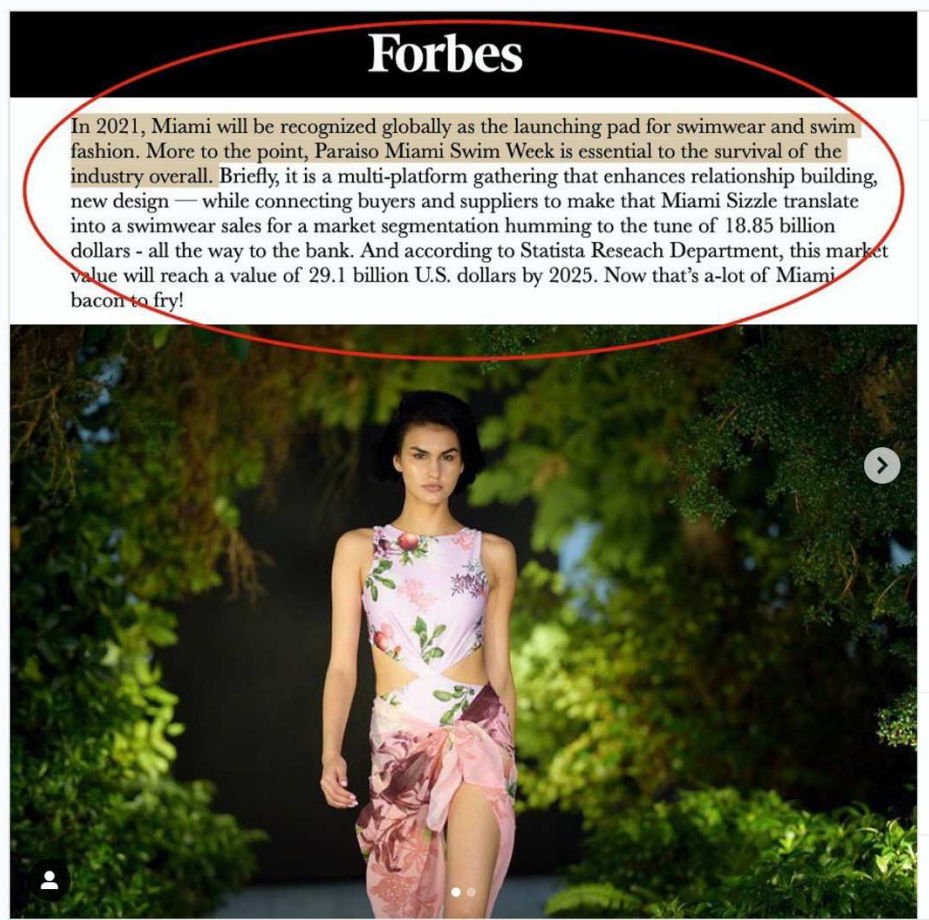 Forbes
In 2021, Miami will be recognized globally as the launching pad for swimwear and swim
fashion. More to the point, Paraiso Miami Swim Week is essential to the survival of the
industry overall. Briefly, it is a multi-platform gathering that enhances relationship building,
new design — while connecting buyers and suppliers to make that Miami Sizzle translate
into a swimwear sales for a market segmentation humming to the tune of 18.85 billion
dollars - all the way to the bank. And according to Statista Reseach Department, this market
value will reach a value of 29.1 billion U.S. dollars by 2025. Now that’s a-lot of Miami
bacon to fry!